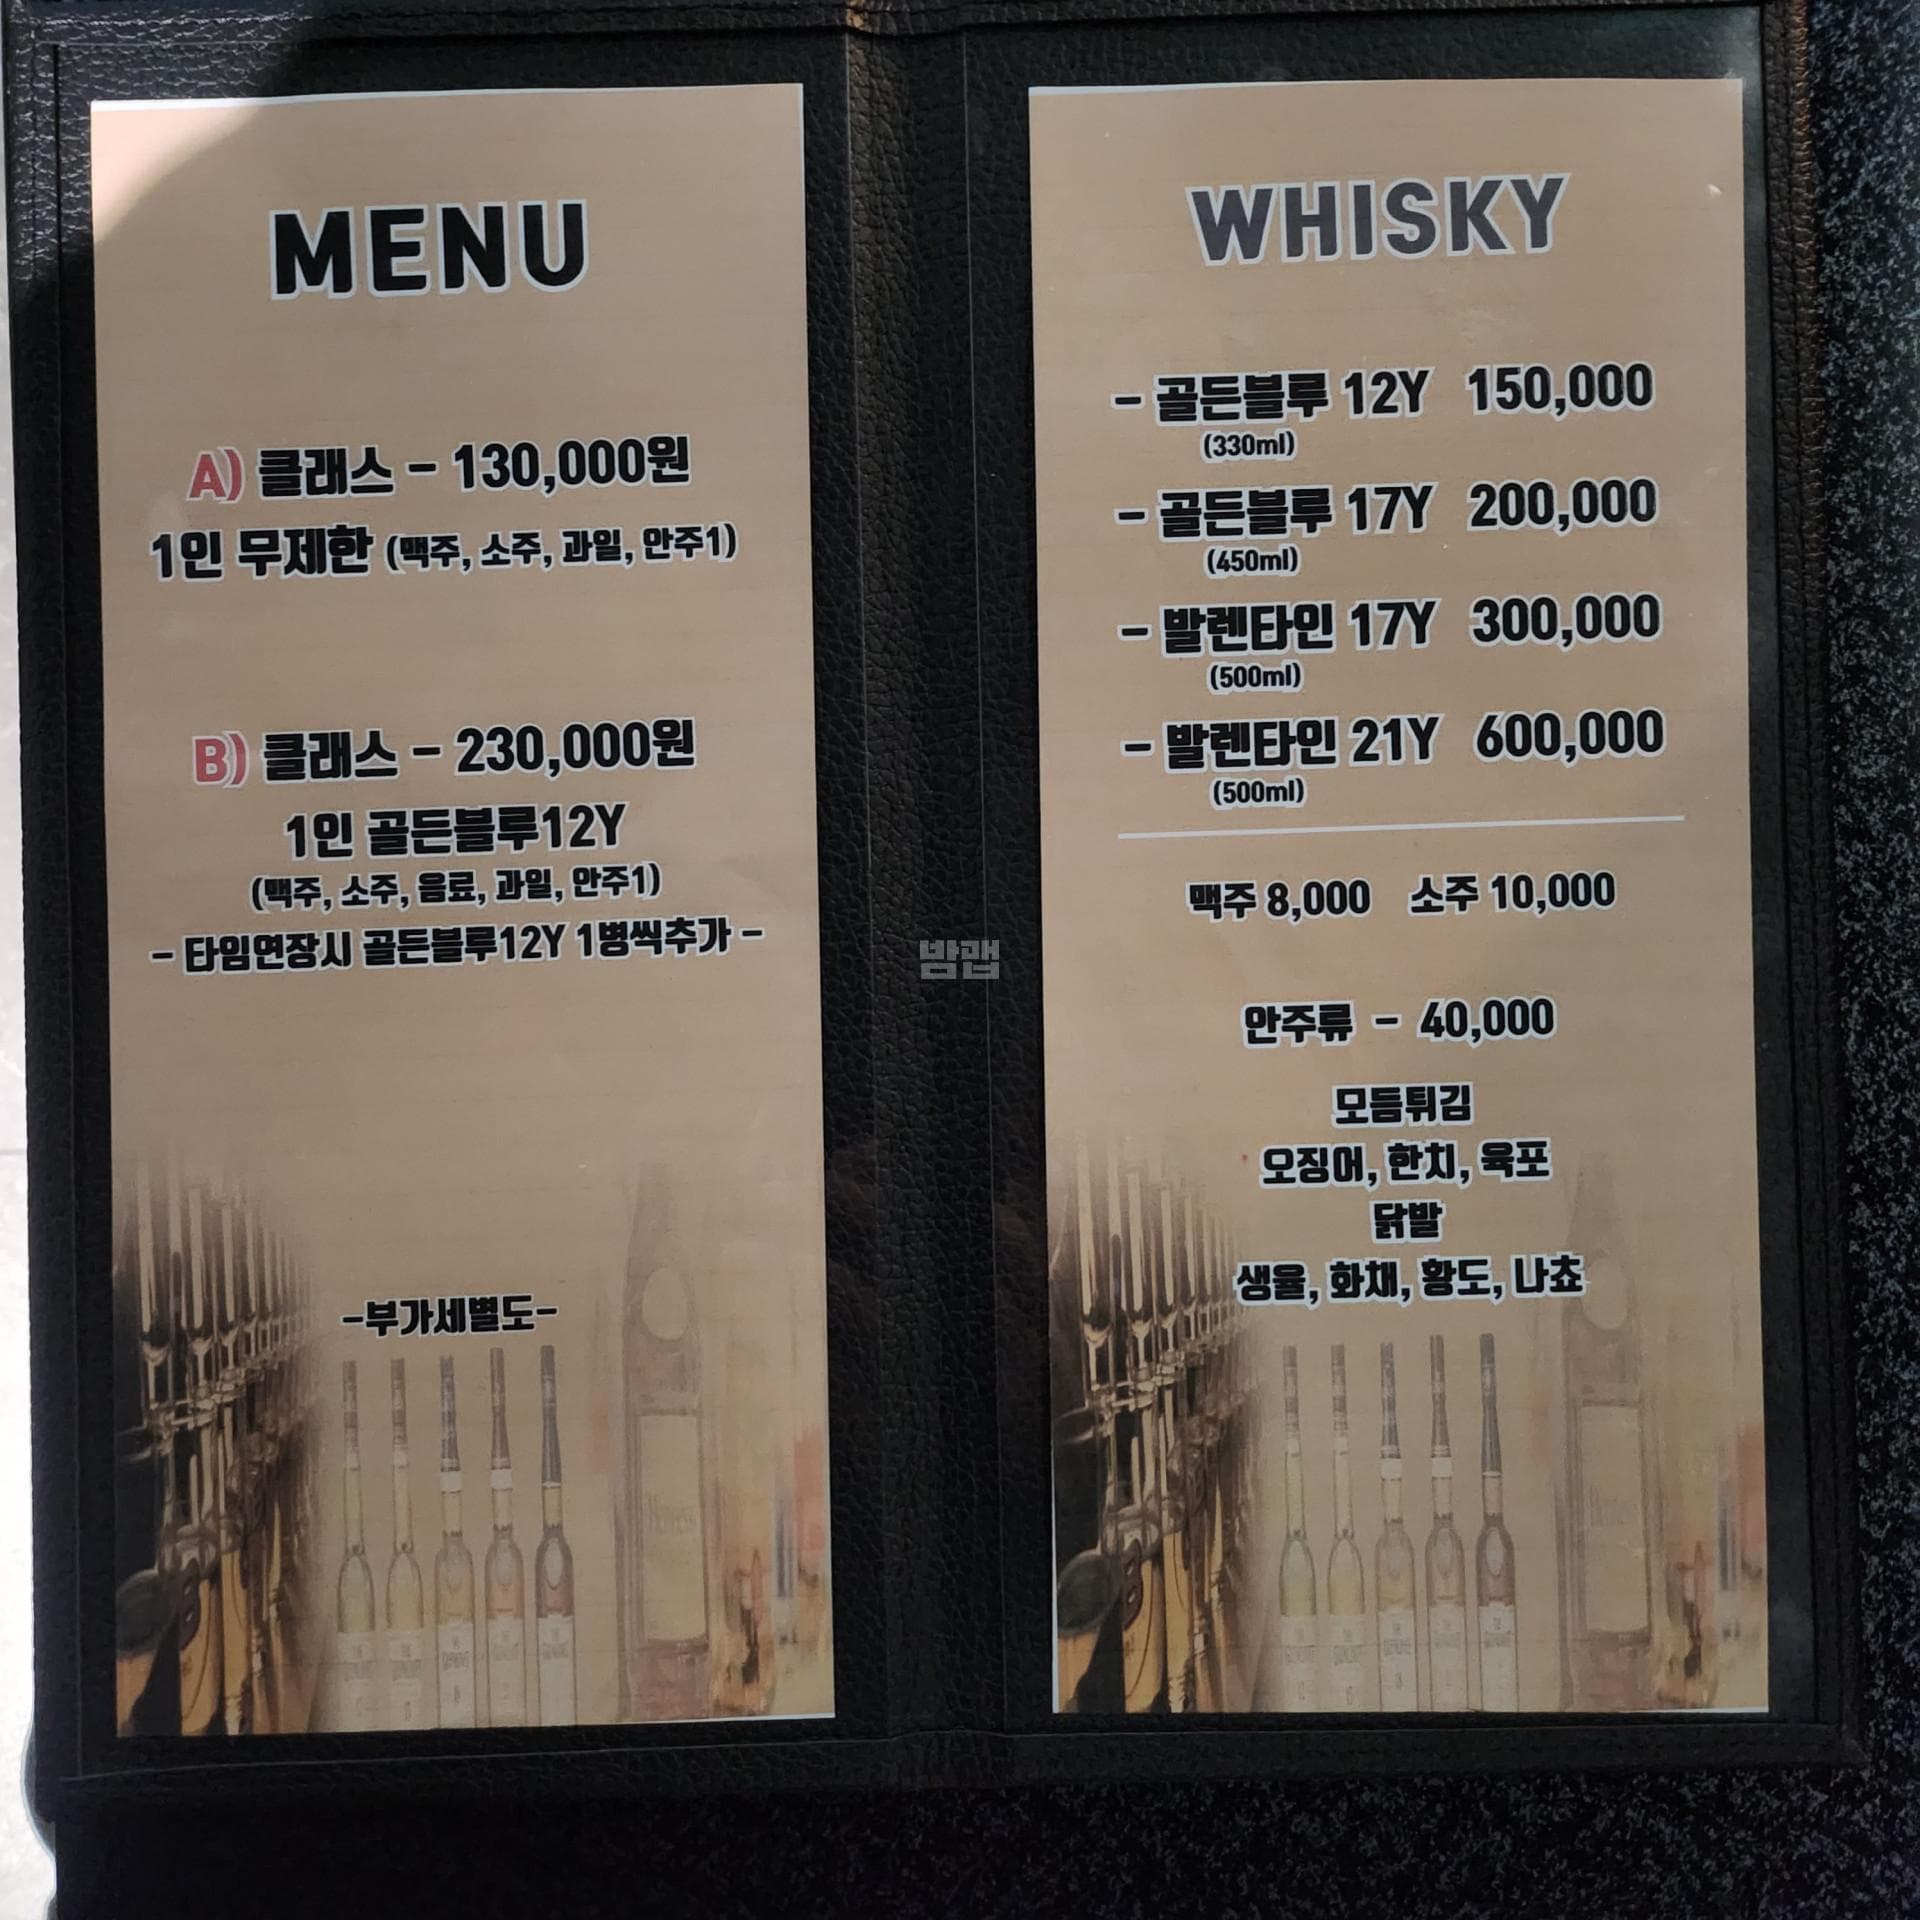 MENU
A) 클래스 - 130,000원
1인 무제한 (맥주, 소주, 과일, 안주1)
B) 클래스 - 230,000원
1인 골든블루12Y
(맥주, 소주, 음료, 과일, 안주1)
- 타임연장시 골든블루12Y 1병씩추가 -
-부가세별도-
밤맵
WHISKY
- 골든블루 12Y 150,000
(330ml)
- 골든블루 17Y 200,000
(450ml)
- 발렌타인 17Y 300,000
(500ml)
- 발렌타인 21Y 600,000
(500ml)
맥주 8,000 소주 10,000
안주류 - 40,000
모듬튀김
오징어, 한치, 육포
닭발
생율, 화채, 황도, 나쵸